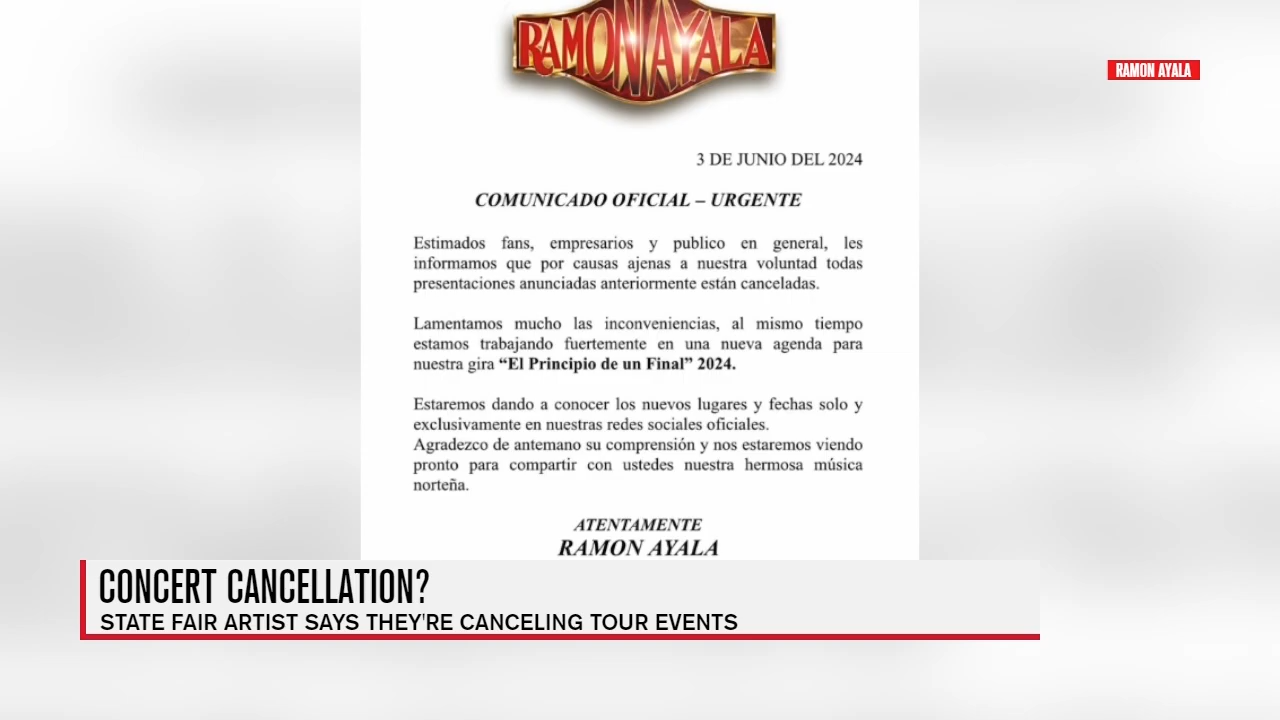 RAMON AYALA
RAMON AYALA
3 DE JUNIO DEL 2024
COMUNICADO OFICIAL – URGENTE
Estimados fans, empresarios y publico en general, les
informamos que por causas ajenas a nuestra voluntad todas
presentaciones anunciadas anteriormente están canceladas.
Lamentamos mucho las inconveniencias, al mismo tiempo
estamos trabajando fuertemente en una nueva agenda para
nuestra gira “El Principio de un Final” 2024.
Estaremos dando a conocer los nuevos lugares y fechas solo y
exclusivamente en nuestras redes sociales oficiales.
Agradezco de antemano su comprensión y nos estaremos viendo
pronto para compartir con ustedes nuestra hermosa música
norteña.
ATENTAMENTE
RAMON AYALA
CONCERT CANCELLATION?
STATE FAIR ARTIST SAYS THEY'RE CANCELING TOUR EVENTS